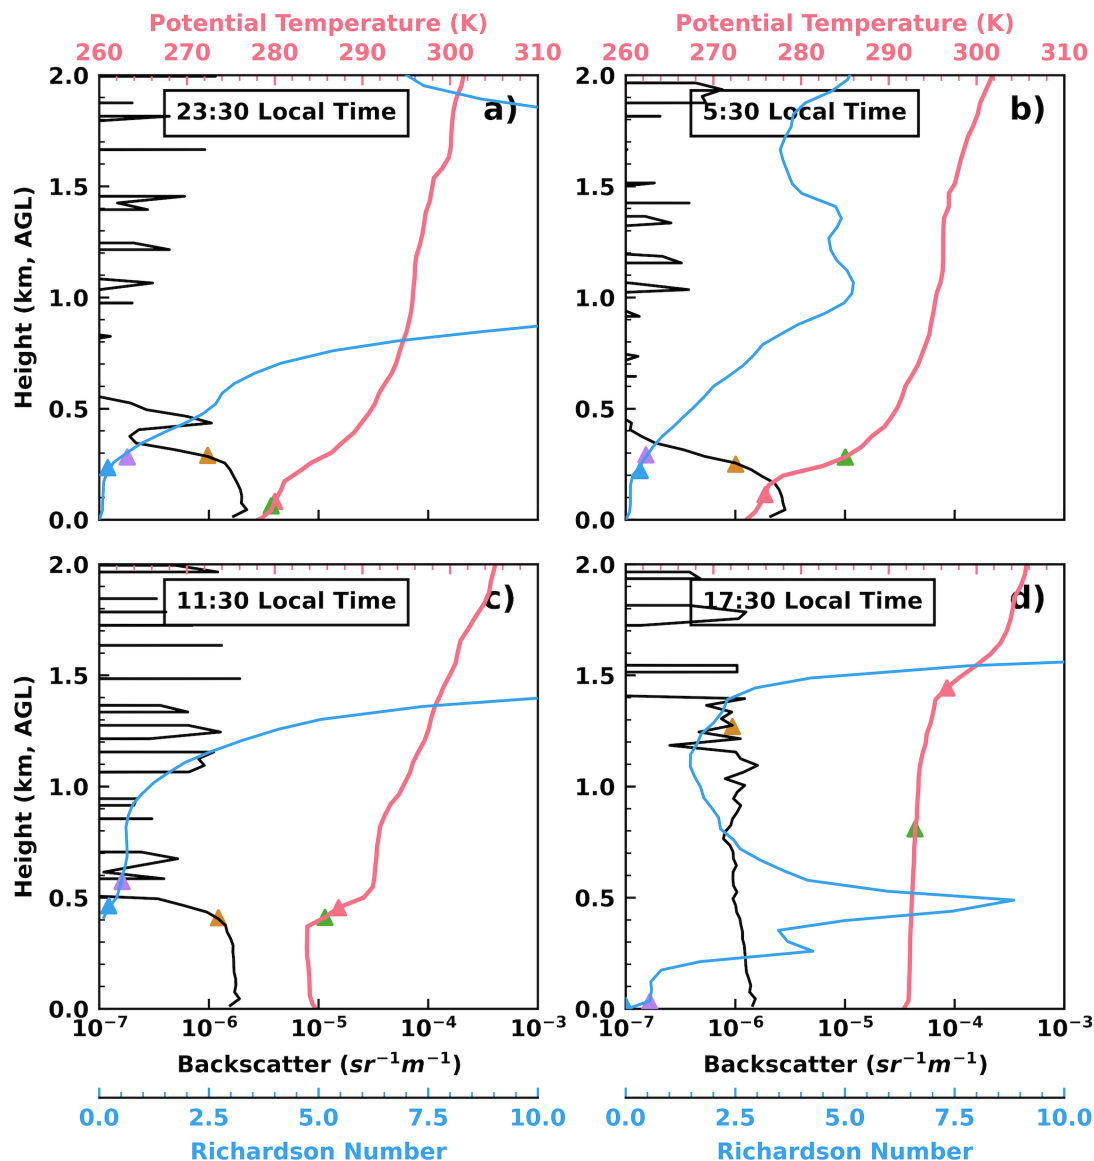 Potential Temperature (K) Potential Temperature (K)
260 270 280 290 300 310 260 270 280 290 300 310
2.0 23:30 Local Time a) 2.0 5:30 Local Time b)
1.5 1.5
1.0 1.0
0.5 0.5
0.0 0.0
Height (km, AGL)
2.0 11:30 Local Time c) 2.0 17:30 Local Time d)
1.5 1.5
1.0 1.0
0.5 0.5
0.0 0.0
Height (km, AGL)
10⁻⁷ 10⁻⁶ 10⁻⁵ 10⁻⁴ 10⁻³ 10⁻⁷ 10⁻⁶ 10⁻⁵ 10⁻⁴ 10⁻³
Backscatter (sr⁻¹m⁻¹) Backscatter (sr⁻¹m⁻¹)
0.0 2.5 5.0 7.5 10.0 0.0 2.5 5.0 7.5 10.0
Richardson Number Richardson Number